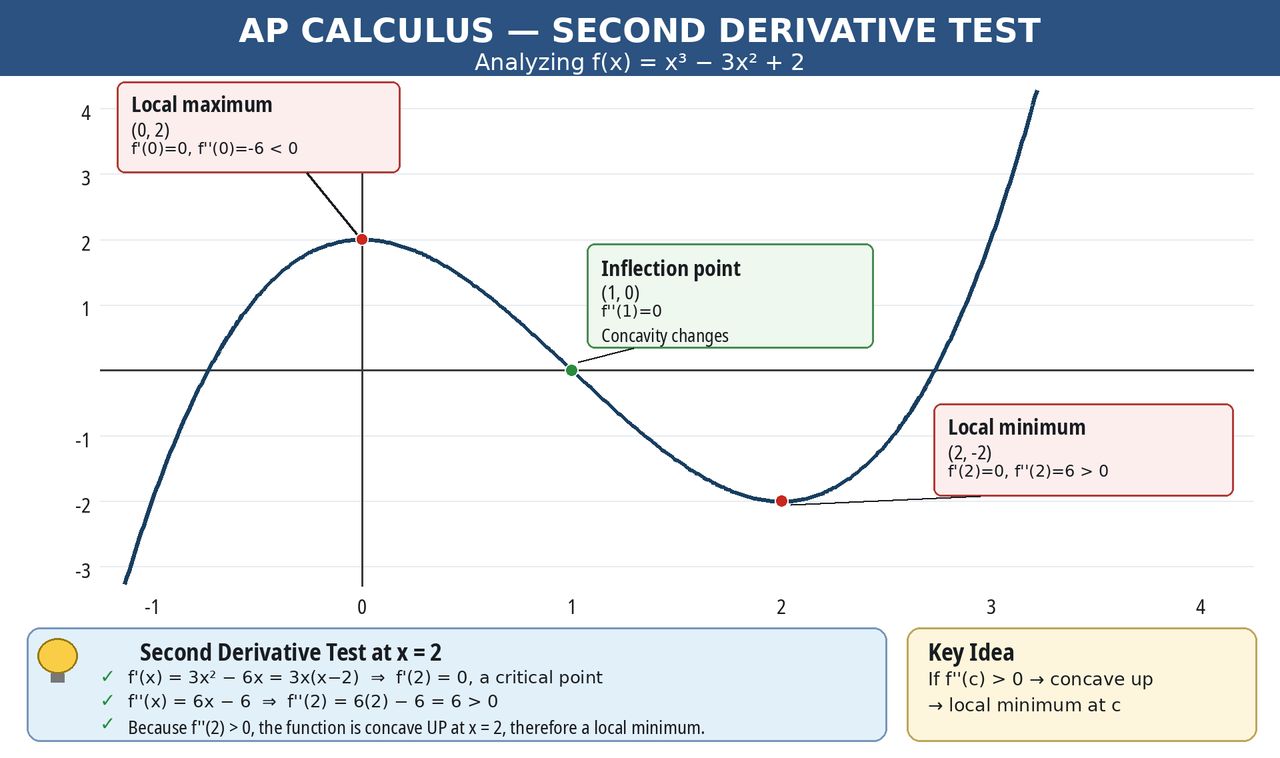 AP CALCULUS — SECOND DERIVATIVE TEST
Analyzing f(x) = x³ − 3x² + 2
Local maximum
(0, 2)
f'(0)=0, f''(0)=-6 < 0
Inflection point
(1, 0)
f''(1)=0
Concavity changes
Local minimum
(2, -2)
f'(2)=0, f''(2)=6 > 0
4
3
2
1
-1
-2
-3
-1 0 1 2 3 4
Second Derivative Test at x = 2
✓ f'(x) = 3x² − 6x = 3x(x−2) ⇒ f'(2) = 0, a critical point
✓ f''(x) = 6x − 6 ⇒ f''(2) = 6(2) − 6 = 6 > 0
✓ Because f''(2) > 0, the function is concave UP at x = 2, therefore a local minimum.
Key Idea
If f''(c) > 0 → concave up
→ local minimum at c